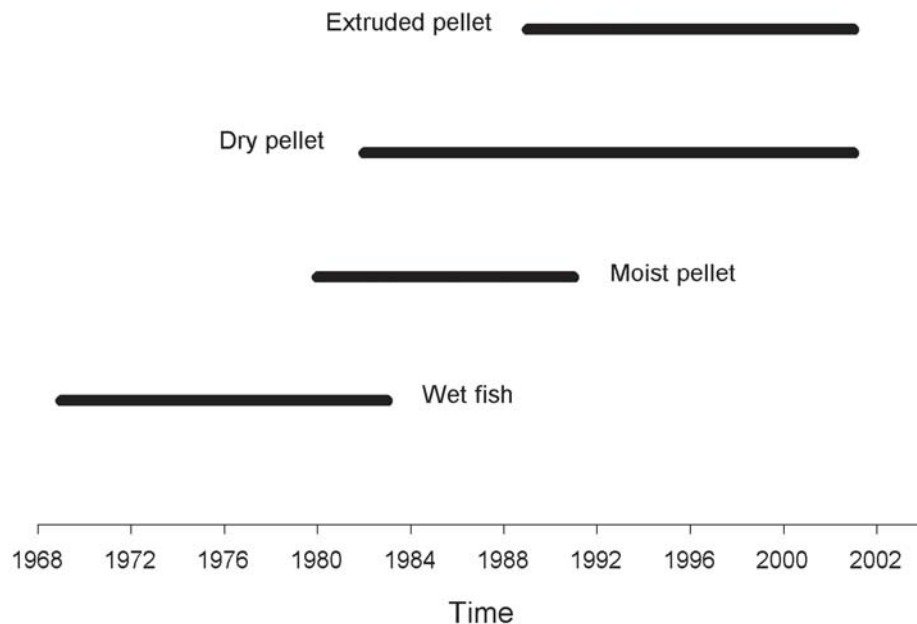 Extruded pellet
Dry pellet
Moist pellet
Wet fish
1968 1972 1976 1980 1984 1988 1992 1996 2000 2002
Time